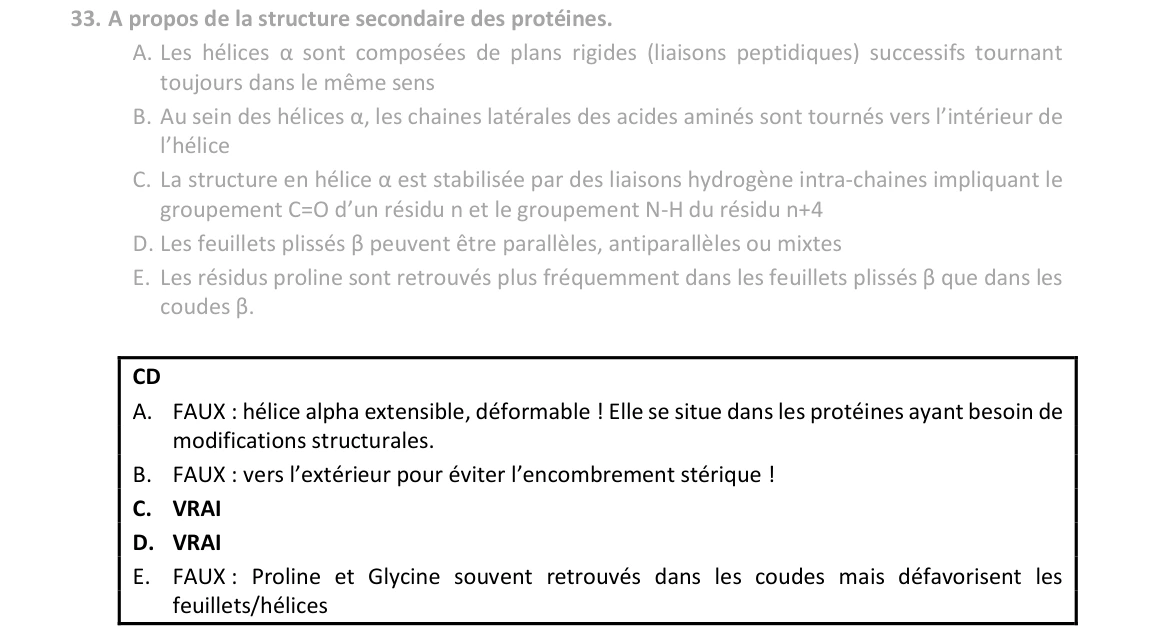 33. A propos de la structure secondaire des protéines.
A. Les hélices α sont composées de plans rigides (liaisons peptidiques) successifs tournant
toujours dans le même sens
B. Au sein des hélices α, les chaines latérales des acides aminés sont tournés vers l’intérieur de
l’hélice
C. La structure en hélice α est stabilisée par des liaisons hydrogène intra-chaines impliquant le
groupement C=O d’un résidu n et le groupement N-H du résidu n+4
D. Les feuillets plissés β peuvent être parallèles, antiparallèles ou mixtes
E. Les résidus proline sont retrouvés plus fréquemment dans les feuillets plissés β que dans les
coudes β.
CD
A. FAUX : hélice alpha extensible, déformable ! Elle se situe dans les protéines ayant besoin de
modifications structurales.
B. FAUX : vers l’extérieur pour éviter l’encombrement stérique !
C. VRAI
D. VRAI
E. FAUX : Proline et Glycine souvent retrouvés dans les coudes mais défavorisent les
feuillets/hélices